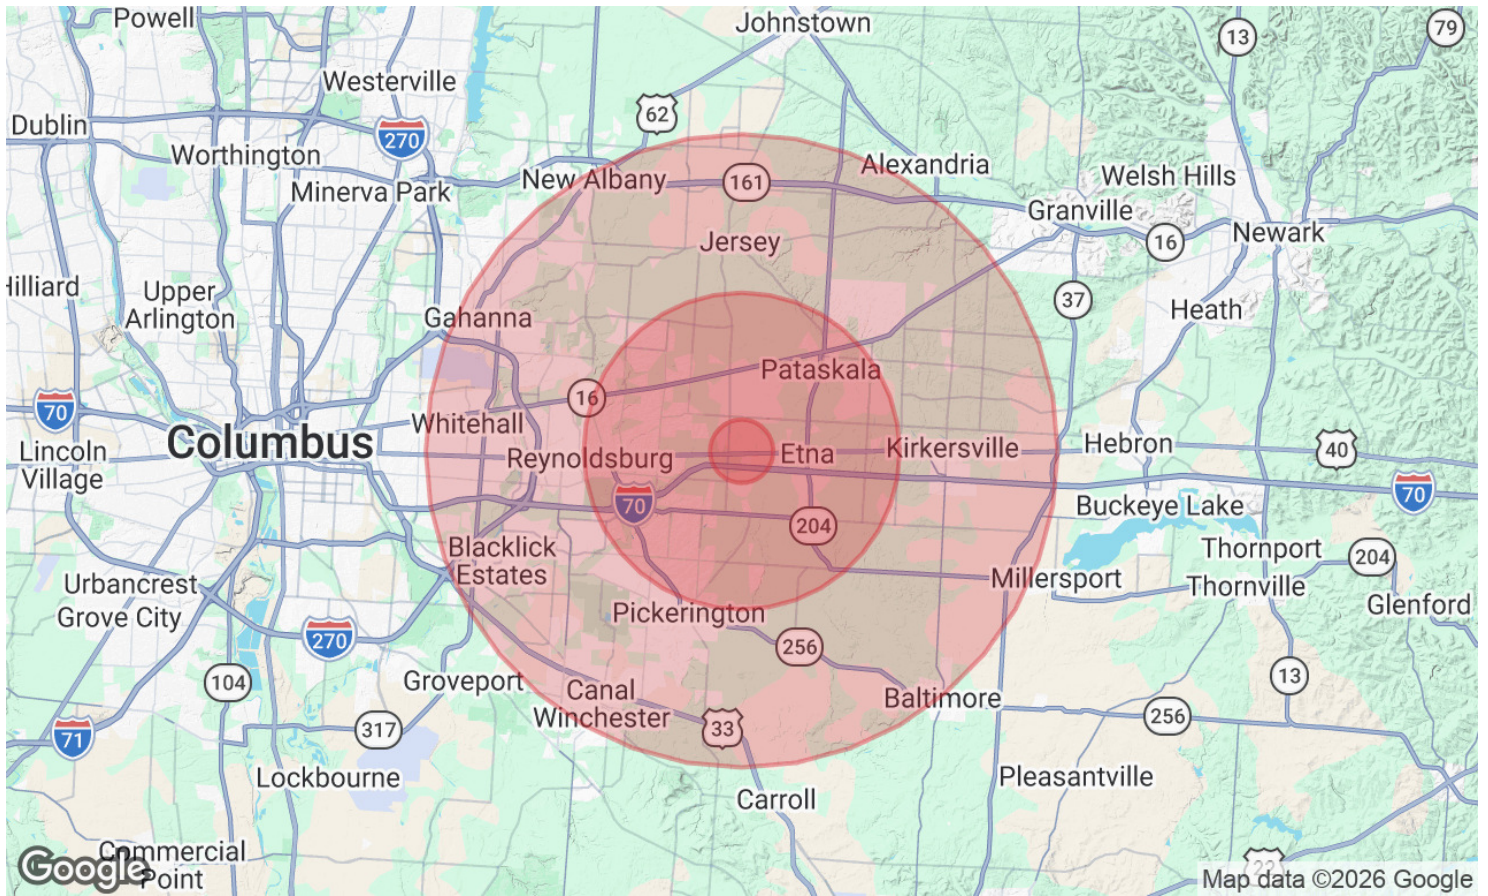 Powell
Johnstown
79
13
Westerville
62
Dublin
270
Worthington
Alexandria
New Albany
161
Welsh Hills
Minerva Park
Granville
16
Newark
Jersey
Hilliard
Upper
Arlington
37
Heath
Gahanna
Pataskala
16
70
Whitehall
Columbus
Kirkersville
Hebron
40
Lincoln
Village
Reynoldsburg
Etna
70
70
Buckeye Lake
204
Blacklick
Estates
Thornport
204
Urbancrest
Millersport
Thornville
Grove City
Pickerington
Glenford
270
256
Groveport
104
Canal
Winchester
Baltimore
13
256
71
317
33
Lockbourne
Pleasantville
Carroll
Commercial
Point
Google
22
Map data ©2026 Google